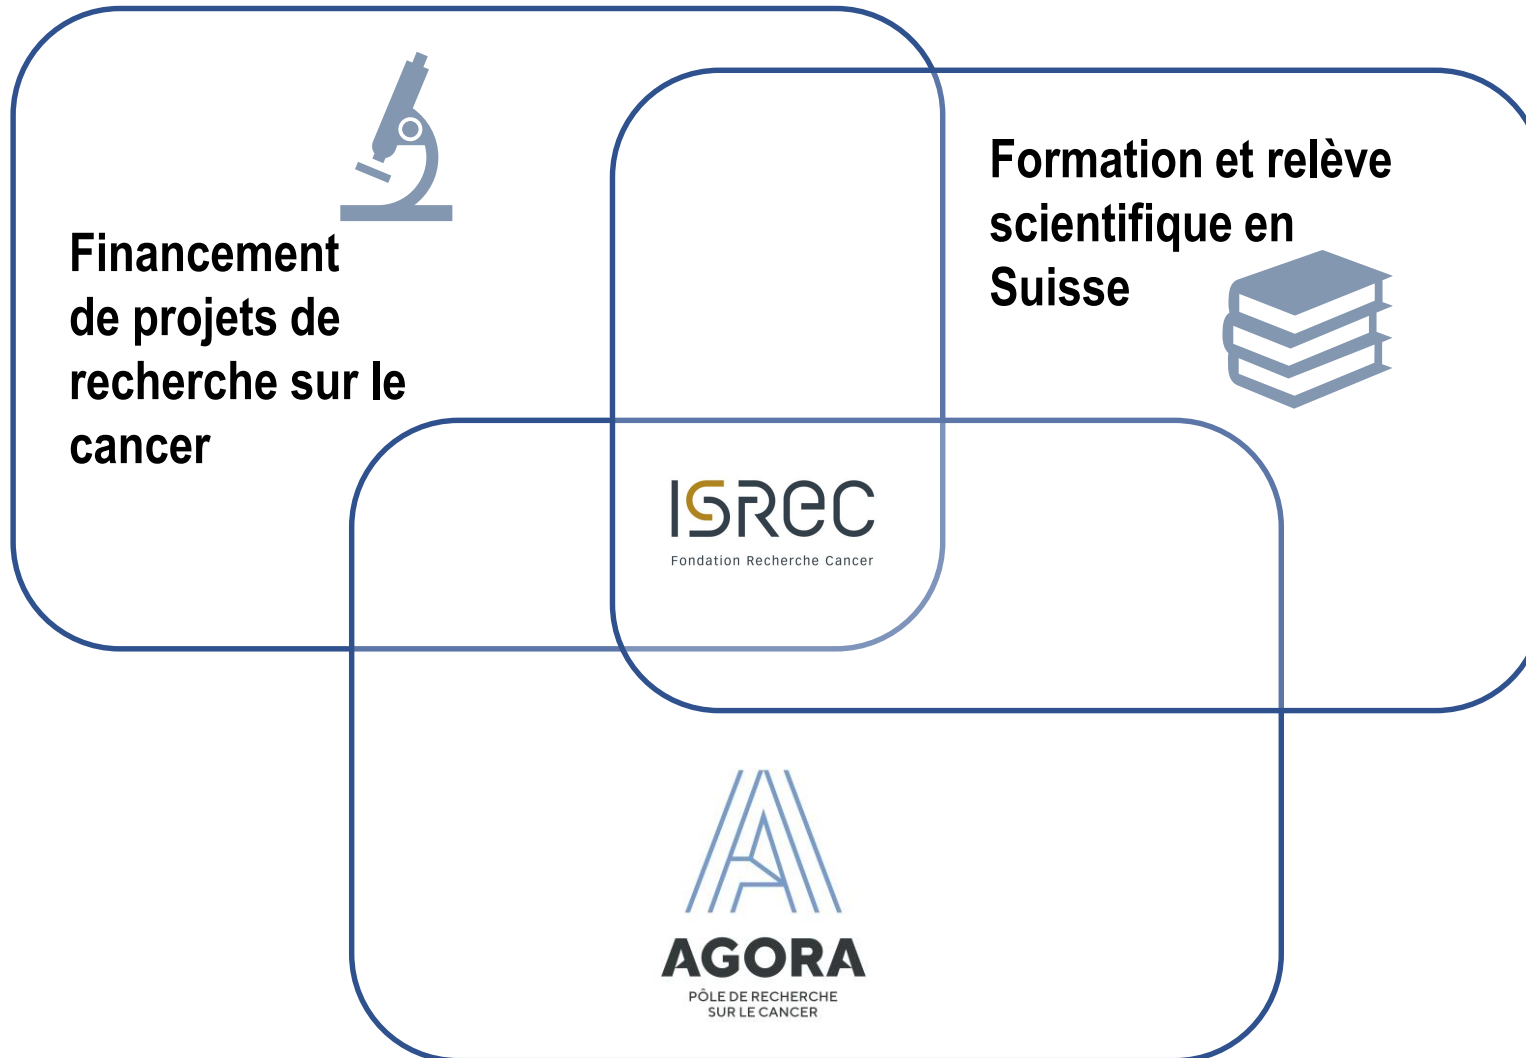 Financement
de projets de
recherche sur le
cancer
Formation et relève
scientifique en
Suisse
ISREC
Fondation Recherche Cancer
AGORA
PÔLE DE RECHERCHE
SUR LE CANCER